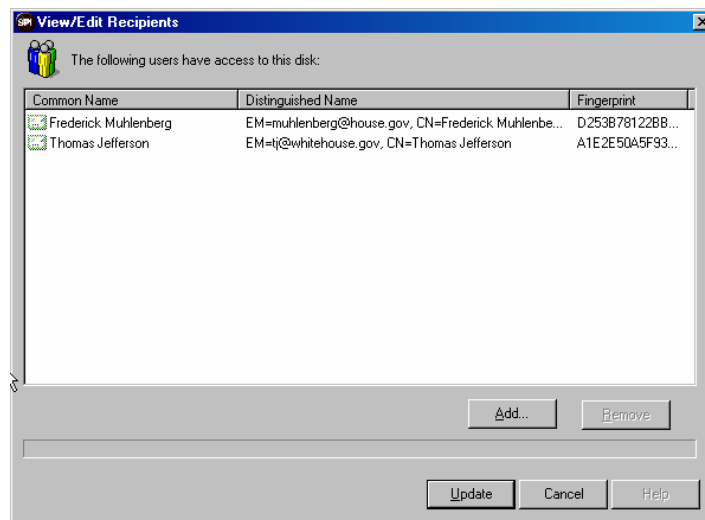 SPI View/Edit Recipients
The following users have access to this disk:
Common Name Distinguished Name Fingerprint
Frederick Muhlenberg EM=muhlenberg@house.gov, CN=Frederick Muhlenbe... D253B78122BB...
Thomas Jefferson EM=tj@whitehouse.gov, CN=Thomas Jefferson A1E2E50A5F93...
Add... Remove
Update Cancel Help